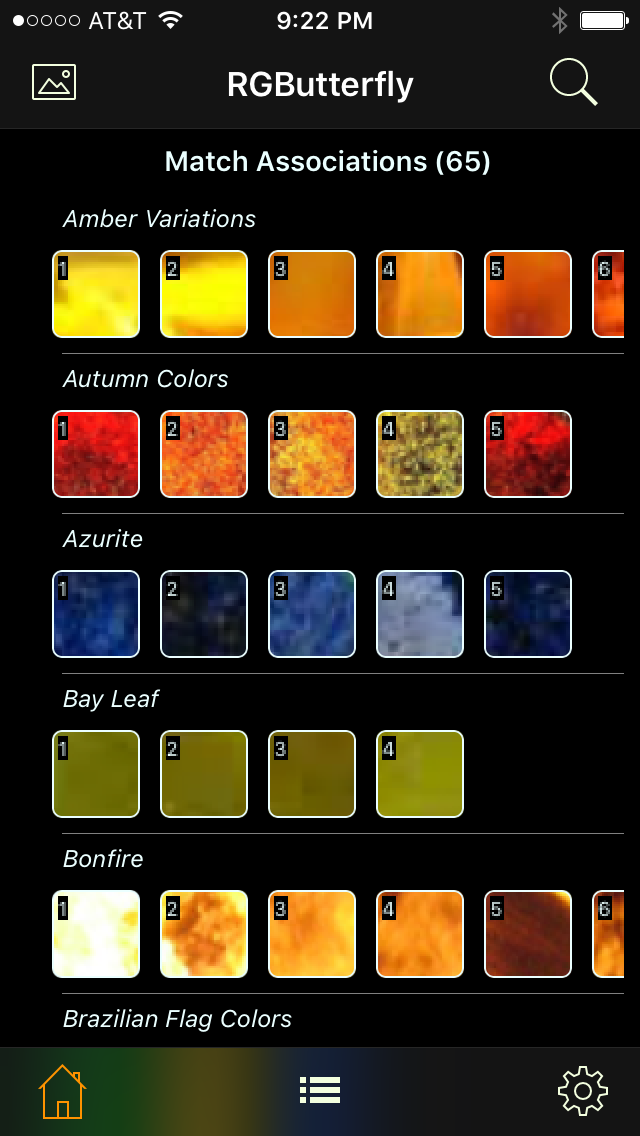 AT&T 9:22 PM
RGButterfly
Match Associations (65)
Amber Variations
1 2 3 4 5 6
Autumn Colors
1 2 3 4 5
Azurite
1 2 3 4 5
Bay Leaf
1 2 3 4
Bonfire
1 2 3 4 5 6
Brazilian Flag Colors